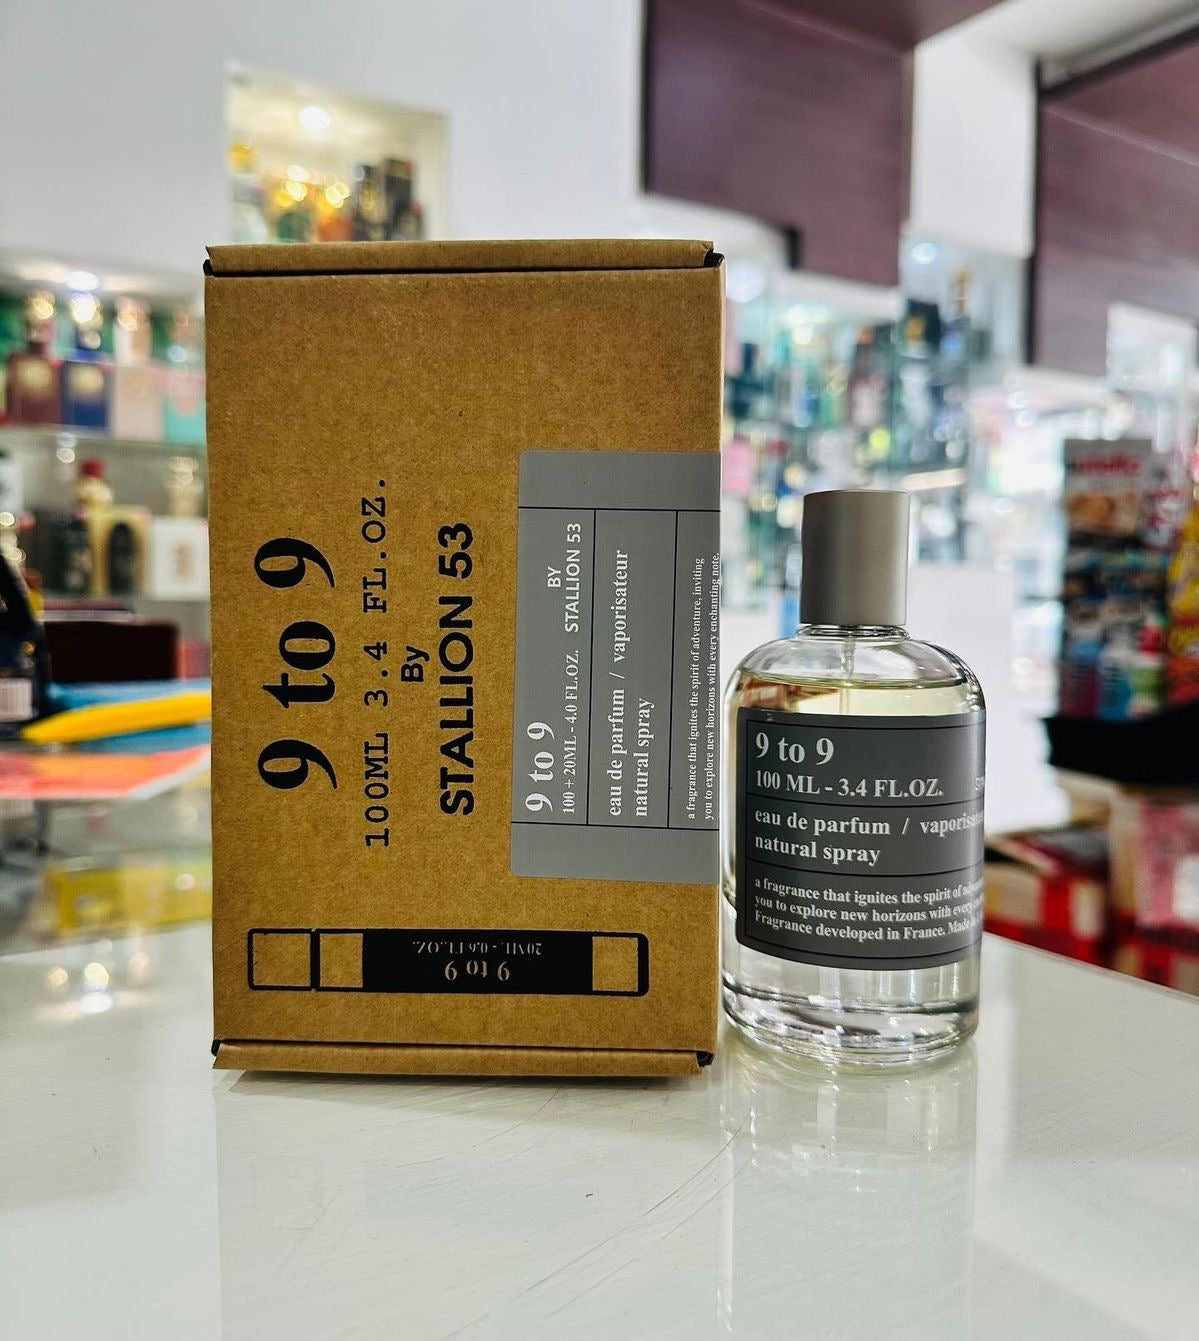 9 to 9
100ML 3.4 FL.OZ.
By
STALLION 53
9 to 9
100 + 20ML - 4.0 FL.OZ.
BY
STALLION 53
eau de parfum / vaporisateur
natural spray
a fragrance that ignites the spirit of adventure, inviting
you to explore new horizons with every enchanting note.
9 to 9
20ML - 0.6 FL.OZ.
9 to 9
100 ML - 3.4 FL.OZ.
eau de parfum /
natural spray
a fragrance that ignites the spirit of
you to explore new horizons with
Fragrance developed in France. Made
nutella